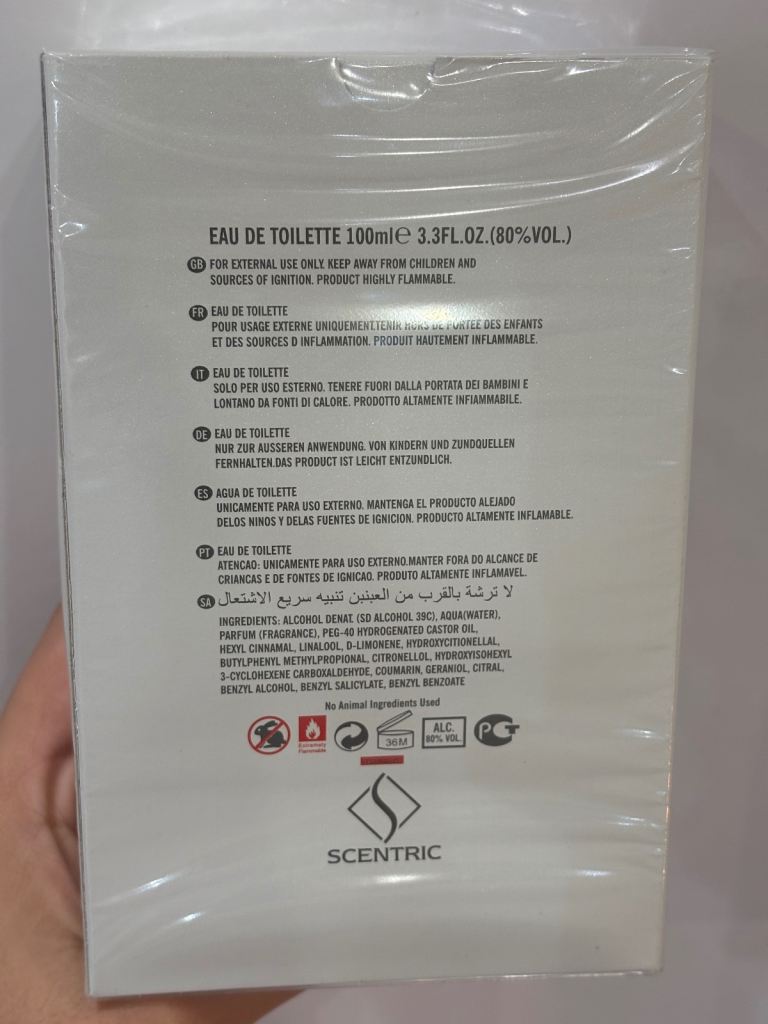 EAU DE TOILETTE 100ml℮ 3.3FL.OZ.(80%VOL.)
GB FOR EXTERNAL USE ONLY. KEEP AWAY FROM CHILDREN AND
SOURCES OF IGNITION. PRODUCT HIGHLY FLAMMABLE.
FR EAU DE TOILETTE
POUR USAGE EXTERNE UNIQUEMENT.TENIR HORS DE PORTEE DES ENFANTS
ET DES SOURCES D INFLAMMATION. PRODUIT HAUTEMENT INFLAMMABLE.
IT EAU DE TOILETTE
SOLO PER USO ESTERNO. TENERE FUORI DALLA PORTATA DEI BAMBINI E
LONTANO DA FONTI DI CALORE. PRODOTTO ALTAMENTE INFIAMMABILE.
DE EAU DE TOILETTE
NUR ZUR AUSSEREN ANWENDUNG. VON KINDERN UND ZUNDQUELLEN
FERNHALTEN.DAS PRODUCT IST LEICHT ENTZUNDLICH.
ES AGUA DE TOILETTE
UNICAMENTE PARA USO EXTERNO. MANTENGA EL PRODUCTO ALEJADO
DELOS NINOS Y DELAS FUENTES DE IGNICION. PRODUCTO ALTAMENTE INFLAMABLE.
PT EAU DE TOILETTE
ATENCAO: UNICAMENTE PARA USO EXTERNO.MANTER FORA DO ALCANCE DE
CRIANCAS E DE FONTES DE IGNICAO. PRODUTO ALTAMENTE INFLAMAVEL.
SA لا ترشة بالقرب من العينين تنبيه سريع الاشتعال
INGREDIENTS: ALCOHOL DENAT. (SD ALCOHOL 39C), AQUA(WATER),
PARFUM (FRAGRANCE), PEG-40 HYDROGENATED CASTOR OIL,
HEXYL CINNAMAL, LINALOOL, D-LIMONENE, HYDROXYCITIONELLAL,
BUTYLPHENYL METHYLPROPIONAL, CITRONELLOL, HYDROXYISOHEXYL
3-CYCLOHEXENE CARBOXALDEHYDE, COUMARIN, GERANIOL, CITRAL,
BENZYL ALCOHOL, BENZYL SALICYLATE, BENZYL BENZOATE
No Animal Ingredients Used
Extremely
Flammable
36M
ALC.
80% VOL.
РСТ
SCENTRIC